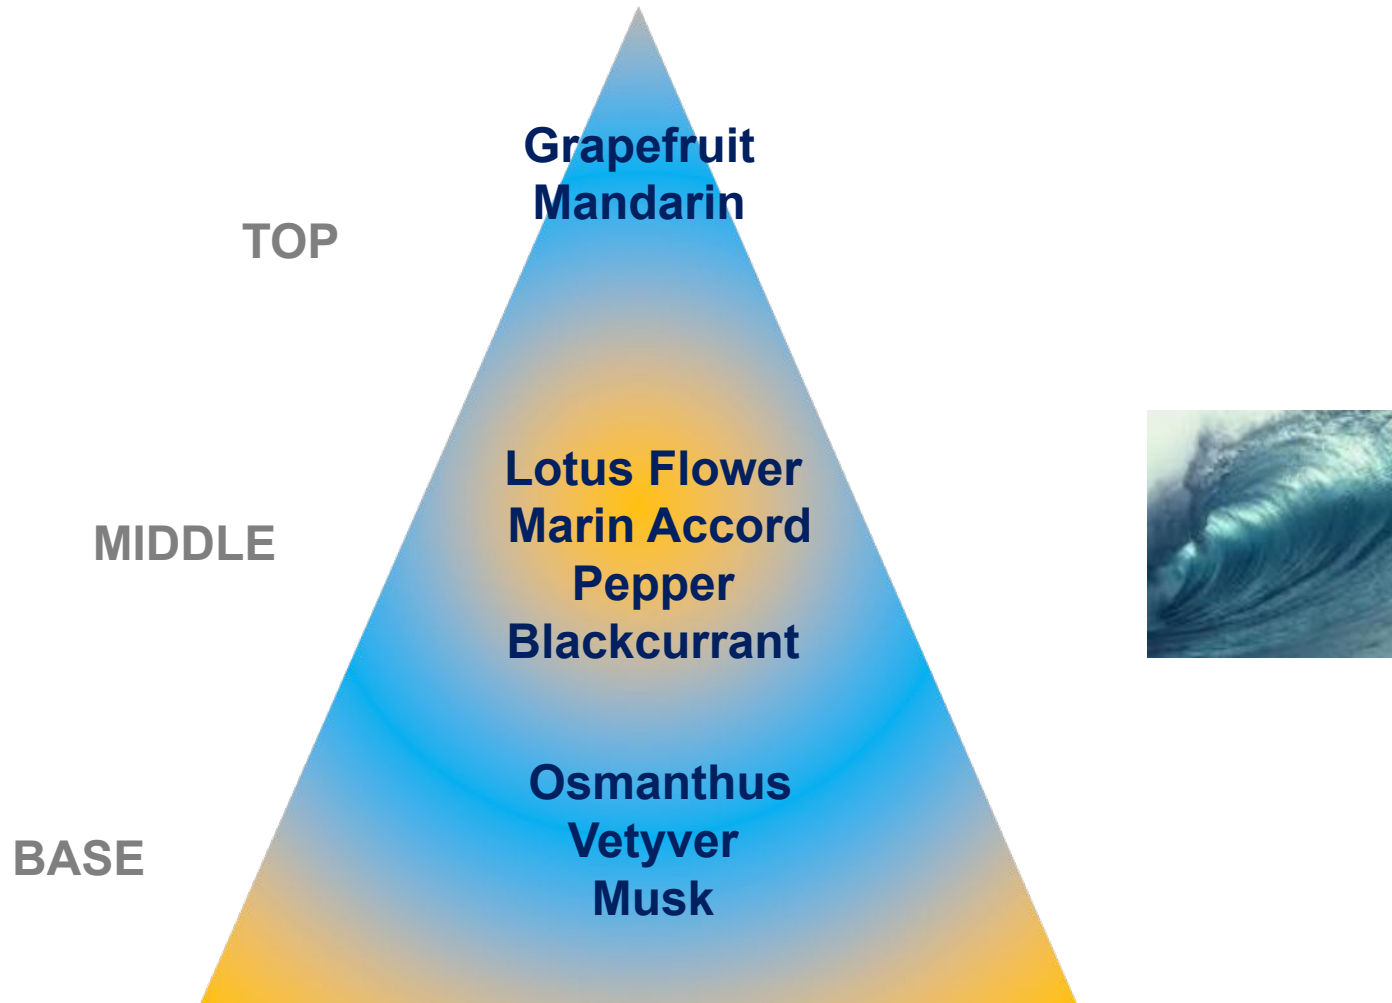 Grapefruit
Mandarin
TOP
Lotus Flower
Marin Accord
MIDDLE
Pepper
Blackcurrant
Osmanthus
Vetyver
BASE
Musk